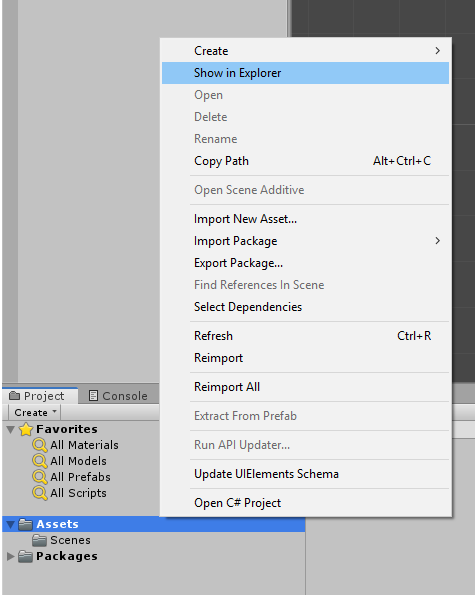 Create
Show in Explorer
Open
Delete
Rename
Copy Path Alt+Ctrl+C
Open Scene Additive
Import New Asset...
Import Package
Export Package...
Find References In Scene
Select Dependencies
Refresh Ctrl+R
Reimport
Reimport All
Extract From Prefab
Run API Updater...
Update UIElements Schema
Open C# Project
Project Console
Create
Favorites
All Materials
All Models
All Prefabs
All Scripts
Assets
Scenes
Packages